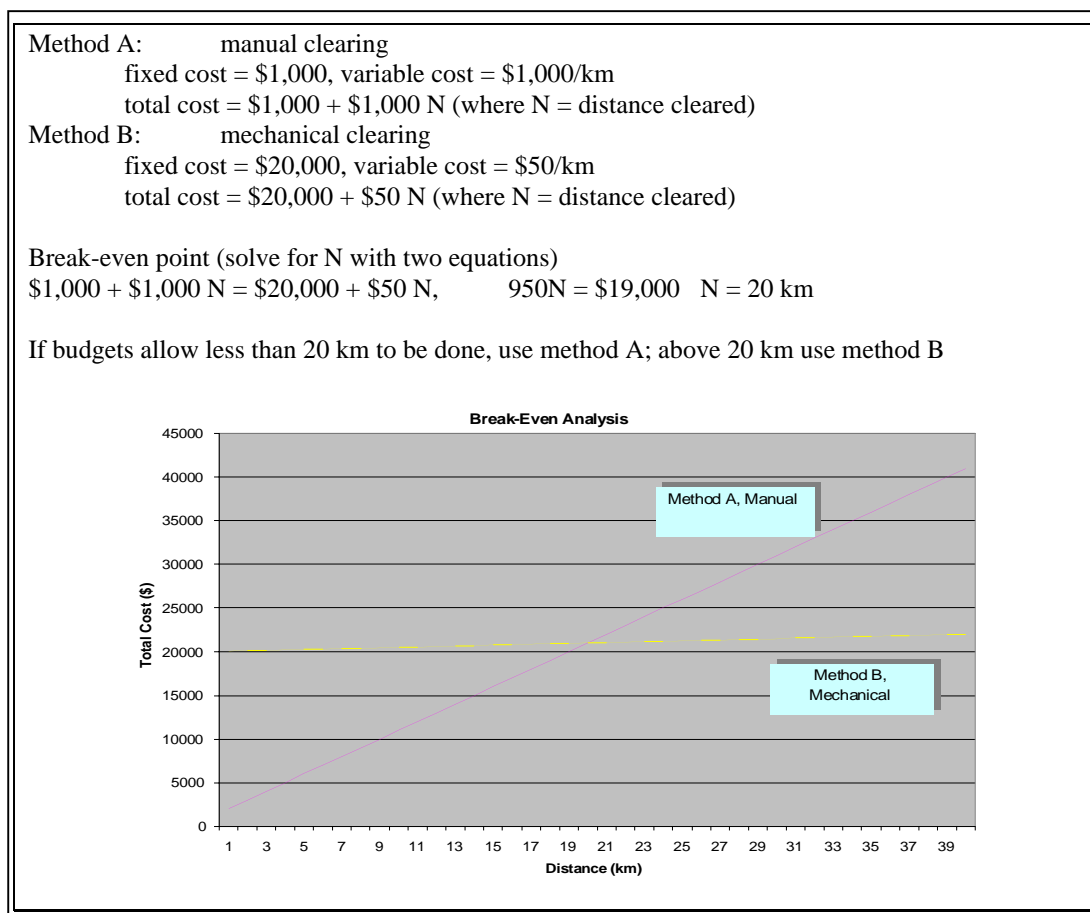 Method A: manual clearing
fixed cost = $1,000, variable cost = $1,000/km
total cost = $1,000 + $1,000 N (where N = distance cleared)
Method B: mechanical clearing
fixed cost = $20,000, variable cost = $50/km
total cost = $20,000 + $50 N (where N = distance cleared)
Break-even point (solve for N with two equations)
$1,000 + $1,000 N = $20,000 + $50 N, 950N = $19,000 N = 20 km
If budgets allow less than 20 km to be done, use method A; above 20 km use method B
Break-Even Analysis
45000
40000
35000
30000
25000
20000
15000
10000
5000
0
Total Cost ($)
Method A, Manual
Method B,
Mechanical
1 3 5 7 9 11 13 15 17 19 21 23 25 27 29 31 33 35 37 39
Distance (km)